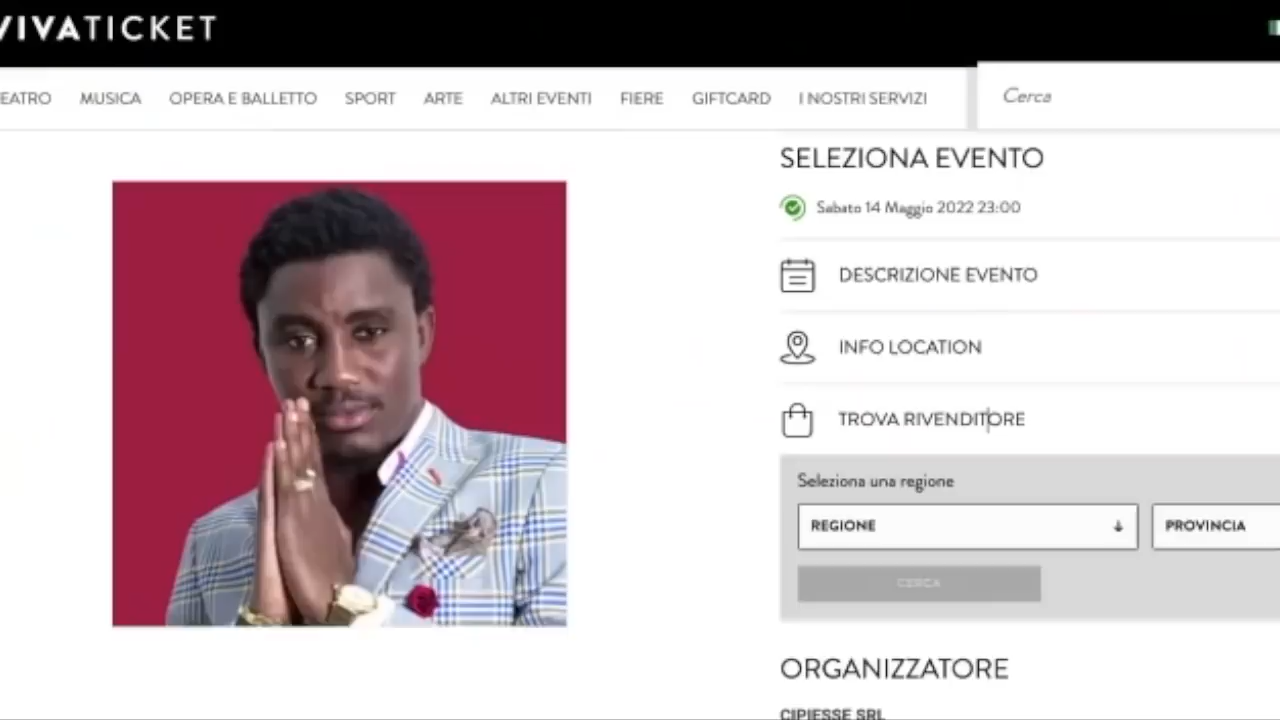 VIVATICKET
EATRO MUSICA OPERA E BALLETTO SPORT ARTE ALTRI EVENTI FIERE GIFTCARD I NOSTRI SERVIZI
Cerca
SELEZIONA EVENTO
Sabato 14 Maggio 2022 23:00
DESCRIZIONE EVENTO
INFO LOCATION
TROVA RIVENDITORE
Seleziona una regione
REGIONE PROVINCIA
CERCA
ORGANIZZATORE
CIPIESSE SRL